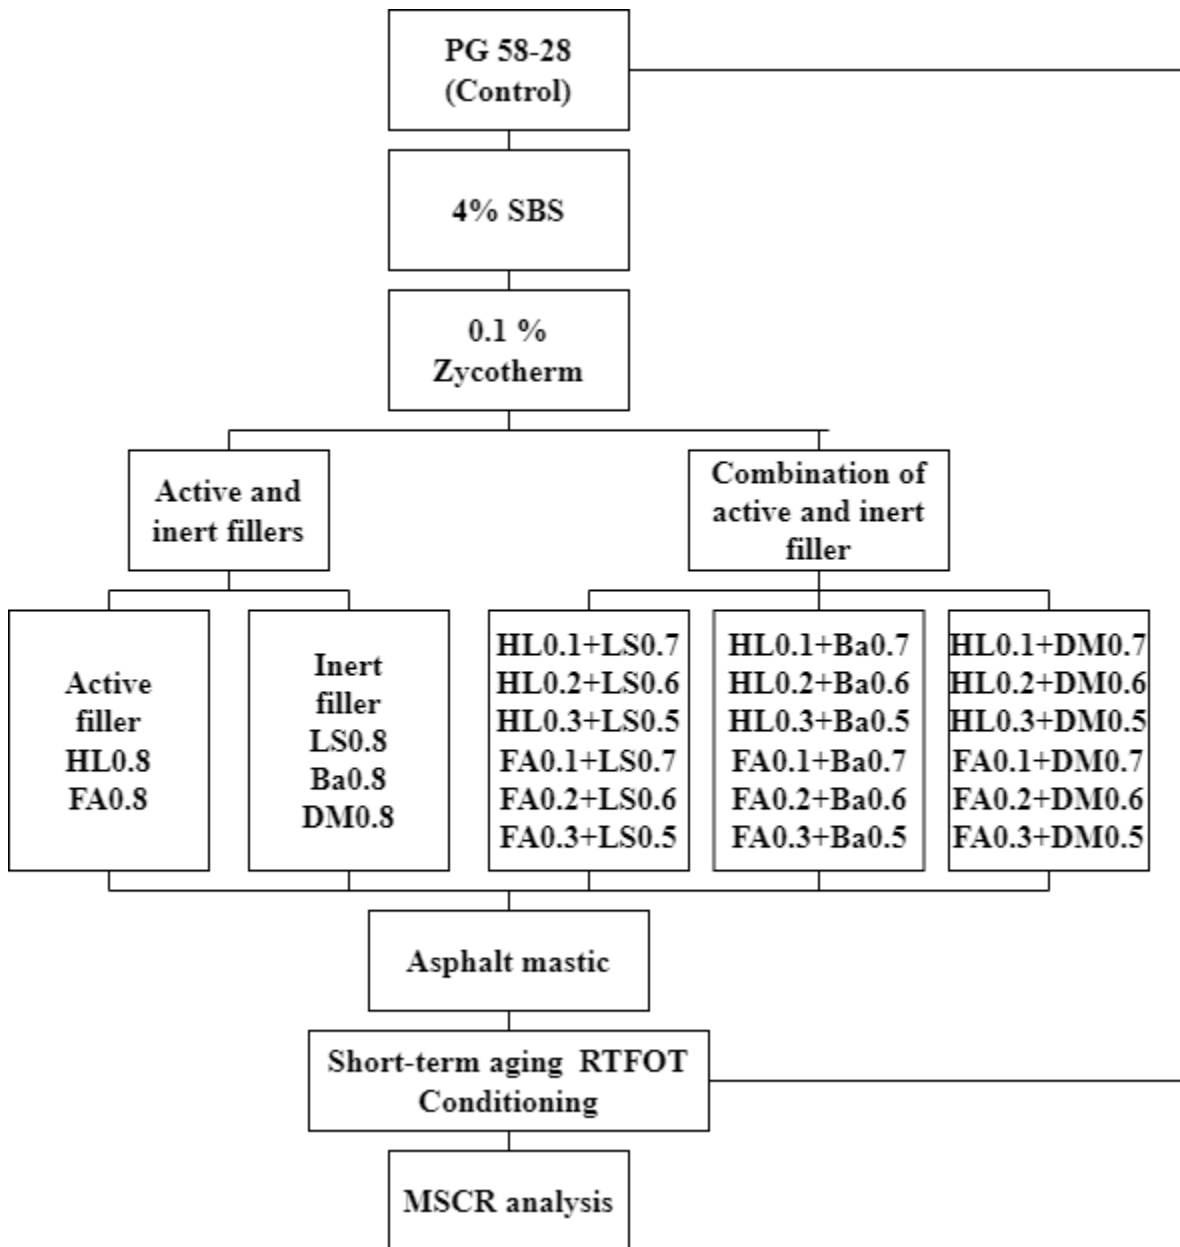 PG 58-28
(Control)
4% SBS
0.1 %
Zycotherm
Active and
inert fillers
Combination of
active and inert
filler
Active
filler
HL0.8
FA0.8
Inert
filler
LS0.8
Ba0.8
DM0.8
HL0.1+LS0.7
HL0.2+LS0.6
HL0.3+LS0.5
FA0.1+LS0.7
FA0.2+LS0.6
FA0.3+LS0.5
HL0.1+Ba0.7
HL0.2+Ba0.6
HL0.3+Ba0.5
FA0.1+Ba0.7
FA0.2+Ba0.6
FA0.3+Ba0.5
HL0.1+DM0.7
HL0.2+DM0.6
HL0.3+DM0.5
FA0.1+DM0.7
FA0.2+DM0.6
FA0.3+DM0.5
Asphalt mastic
Short-term aging RTFOT
Conditioning
MSCR analysis